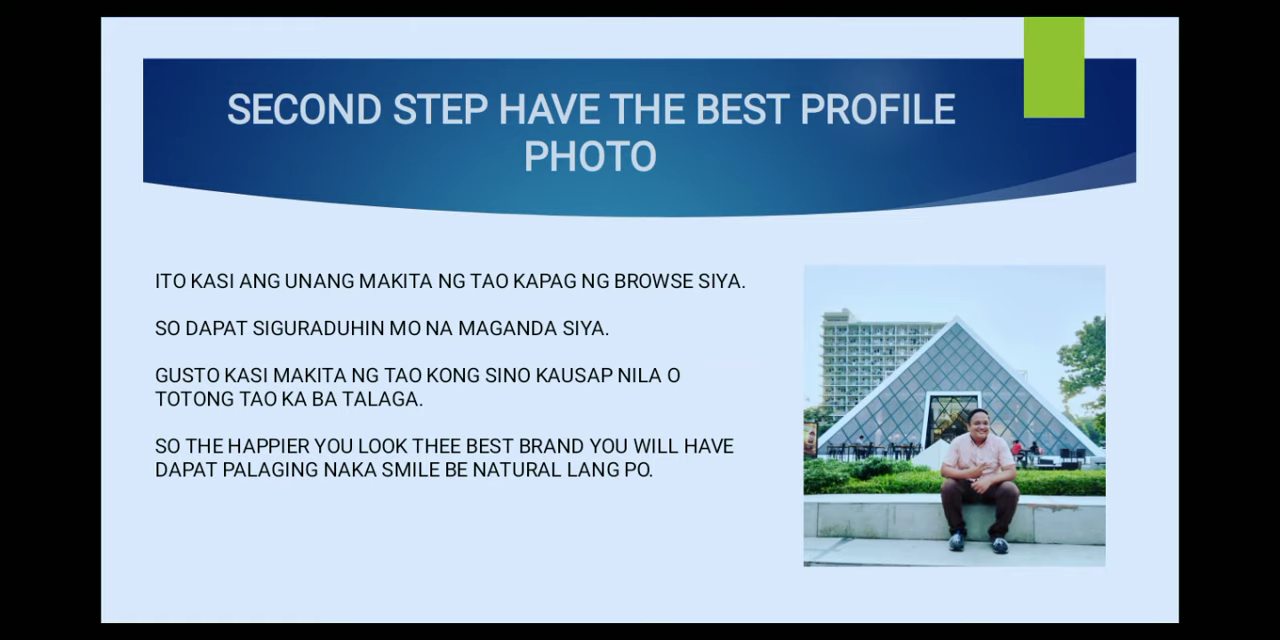 SECOND STEP HAVE THE BEST PROFILE
PHOTO
ITO KASI ANG UNANG MAKITA NG TAO KAPAG NG BROWSE SIYA.
SO DAPAT SIGURADUHIN MO NA MAGANDA SIYA.
GUSTO KASI MAKITA NG TAO KONG SINO KAUSAP NILA O
TOTONG TAO KA BA TALAGA.
SO THE HAPPIER YOU LOOK THEE BEST BRAND YOU WILL HAVE
DAPAT PALAGING NAKA SMILE BE NATURAL LANG PO.